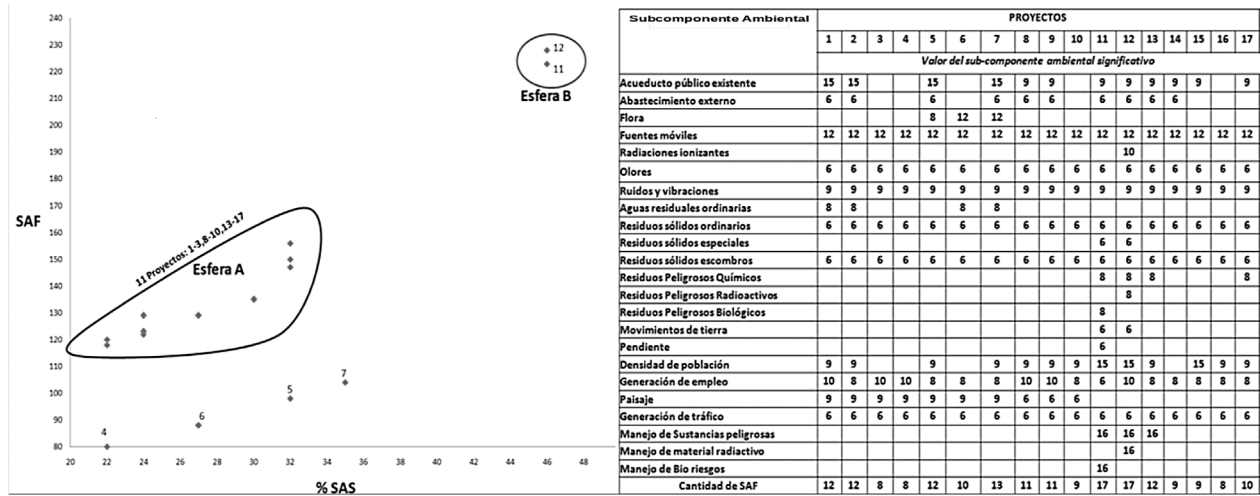 240
230
220
210
200
190
180
170
160
150
140
130
120
110
100
90
80
SAF
12
11
Esfera B
11 Proyectos: 1-3,8-10,13-17
Esfera A
7
5
6
4
20 22 24 26 28 30 32 34 36 38 40 42 44 46 48
% SAS
Subcomponente Ambiental PROYECTOS
1 2 3 4 5 6 7 8 9 10 11 12 13 14 15 16 17
Valor del sub-componente ambiental significativo
Acueducto público existente 15 15 15 15 9 9 9 9 9 9 9 9
Abastecimiento externo 6 6 6 6 6 6 6 6 6 6
Flora 8 12 12
Fuentes móviles 12 12 12 12 12 12 12 12 12 12 12 12 12 12 12 12 12
Radiaciones ionizantes 10
Olores 6 6 6 6 6 6 6 6 6 6 6 6 6 6 6 6 6
Ruidos y vibraciones 9 9 9 9 9 9 9 9 9 9 9 9 9 9 9 9 9
Aguas residuales ordinarias 8 8 8 8
Residuos sólidos ordinarios 6 6 6 6 6 6 6 6 6 6 6 6 6 6 6 6 6
Residuos sólidos especiales 6 6
Residuos sólidos escombros 6 6 6 6 6 6 6 6 6 6 6 6 6 6 6 6 6
Residuos Peligrosos Químicos 8 8 8 8
Residuos Peligrosos Radioactivos 8
Residuos Peligrosos Biológicos 8
Movimientos de tierra 6 6
Pendiente 6
Densidad de población 9 9 9 9 9 9 9 15 15 9 15 9 9
Generación de empleo 10 8 10 10 8 8 8 10 10 8 6 10 8 8 8 8 8
Paisaje 9 9 9 9 9 9 9 6 6 6
Generación de tráfico 6 6 6 6 6 6 6 6 6 6 6 6 6 6 6 6 6
Manejo de Sustancias peligrosas 16 16 16
Manejo de material radiactivo 16
Manejo de Bio riesgos 16
Cantidad de SAF 12 12 8 8 12 10 13 11 11 9 17 17 12 9 9 8 10